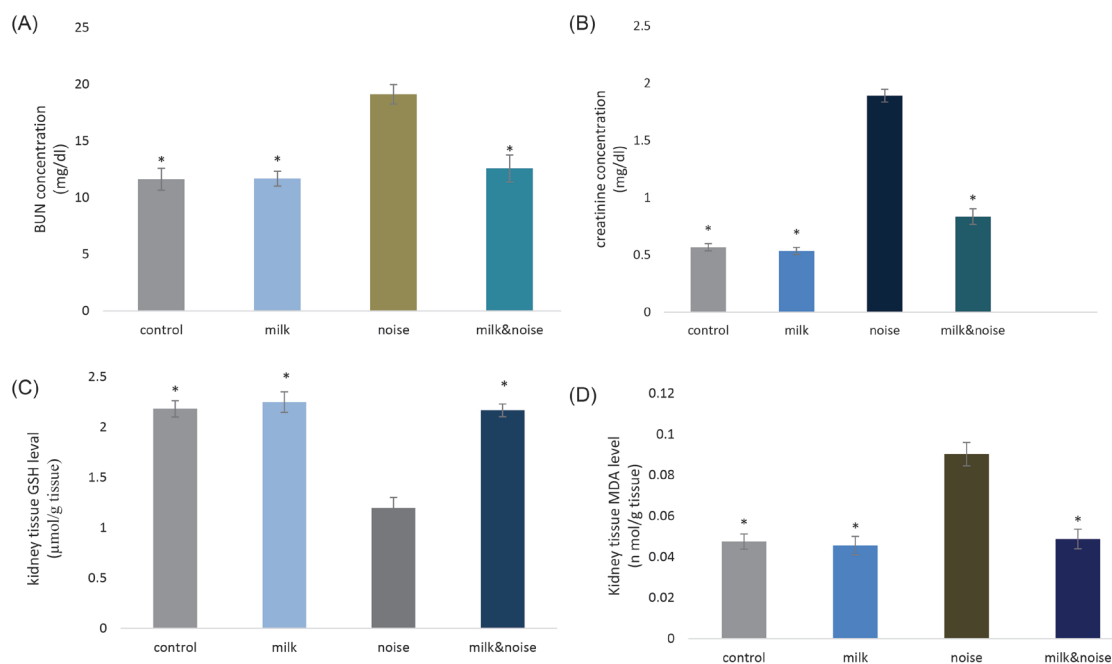 (A)
BUN concentration
(mg/dl)
25
20
15
10
5
0
*
*
*
control
milk
noise
milk&noise
(B)
creatinine concentration
(mg/dl)
2.5
2
1.5
1
0.5
0
*
*
*
control
milk
noise
milk&noise
(C)
kidney tissue GSH leval
(μmol/g tissue)
2.5
2
1.5
1
0.5
0
*
*
*
control
milk
noise
milk&noise
(D)
Kidney tissue MDA level
(n mol/g tissue)
0.12
0.1
0.08
0.06
0.04
0.02
0
*
*
*
control
milk
noise
milk&noise